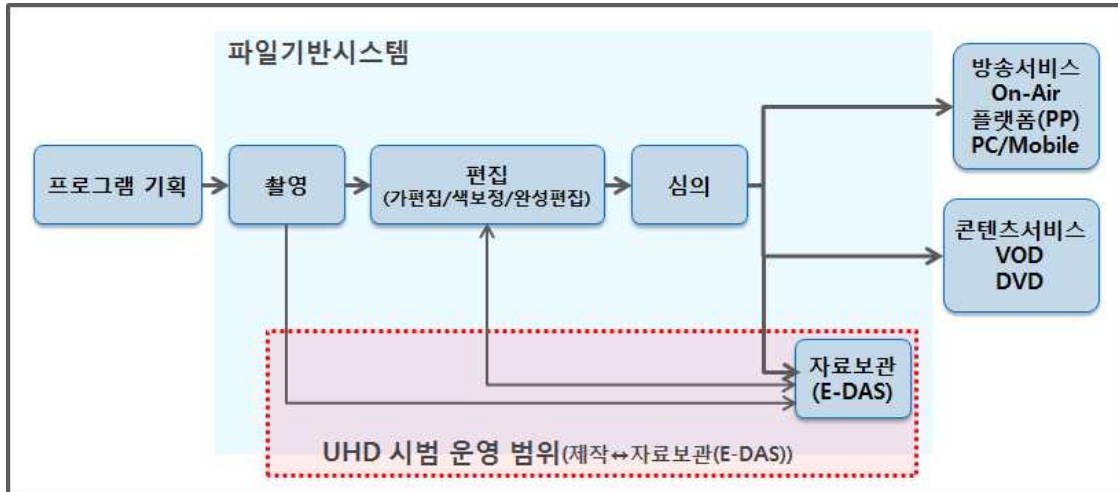 파일기반시스템
방송서비스
On-Air
플랫폼(PP)
PC/Mobile
프로그램 기획
촬영
편집
(가편집/색보정/완성편집)
심의
콘텐츠서비스
VOD
DVD
자료보관
(E-DAS)
UHD 시범 운영 범위(제작↔자료보관(E-DAS))